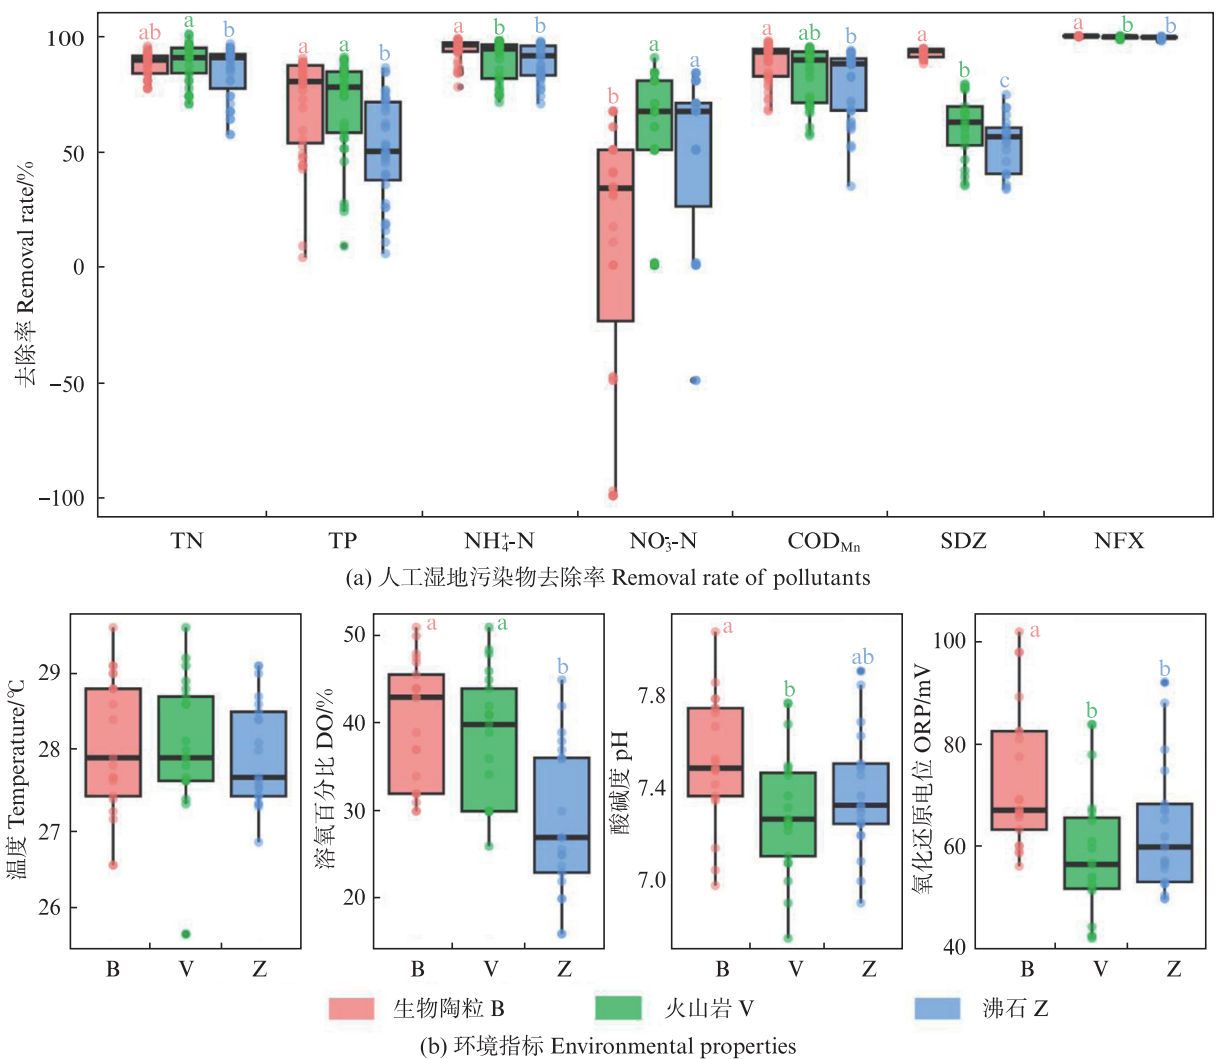 去除率 Removal rate/%
100
50
0
−50
−100
ab a b
a a b
a b b
b a a
a ab b
a b c
a b b
TN TP NH₄⁺-N NO₃⁻-N COD_Mn SDZ NFX
(a) 人工湿地污染物去除率 Removal rate of pollutants
温度 Temperature/℃
29
28
27
26
B V Z
溶氧百分比 DO/%
50
40
30
20
a a b
B V Z
酸碱度 pH
7.8
7.4
7.0
a b ab
B V Z
氧化还原电位 ORP/mV
100
80
60
40
a b b
B V Z
生物陶粒 B 火山岩 V 沸石 Z
(b) 环境指标 Environmental properties